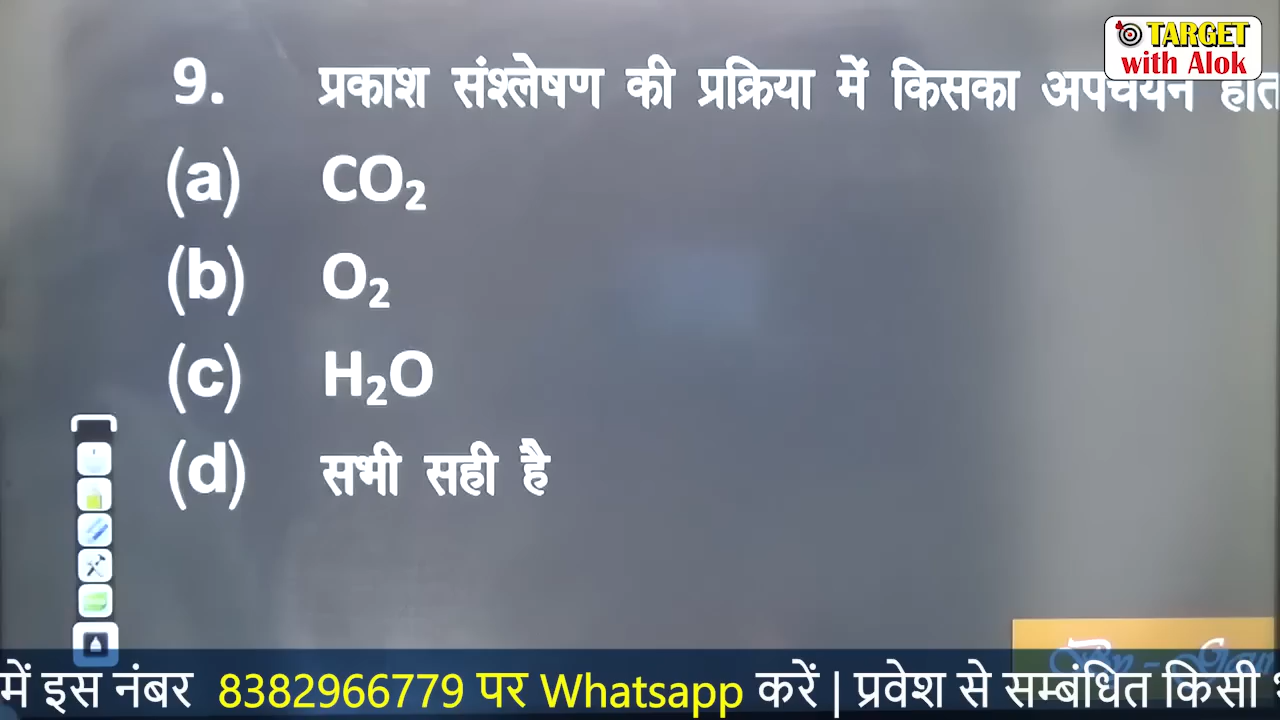 TARGET
with Alok
9. प्रकाश संश्लेषण की प्रक्रिया में किसका अपचयन
(a) CO₂
(b) O₂
(c) H₂O
(d) सभी सही है
में इस नंबर 8382966779 पर Whatsapp करें | प्रवेश से सम्बंधित किसी